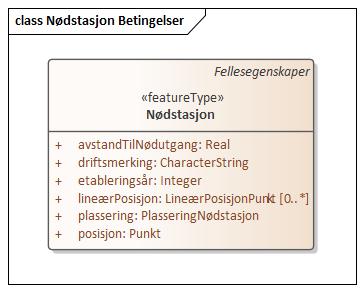 class Nødstasjon Betingelser
Fellesegenskaper
«featureType»
Nødstasjon
+ avstandTilNødutgang: Real
+ driftsmerking: CharacterString
+ etableringsår: Integer
+ lineærPosisjon: LineærPosisjonPunkt [0..*]
+ plassering: PlasseringNødstasjon
+ posisjon: Punkt